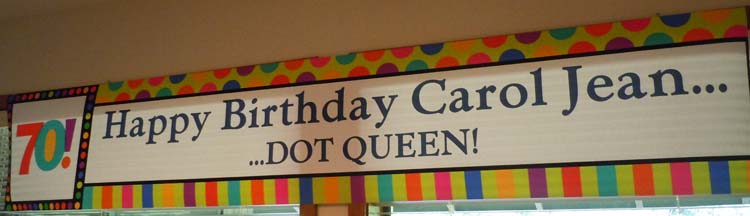 70!
Happy Birthday Carol Jean...
...DOT QUEEN!